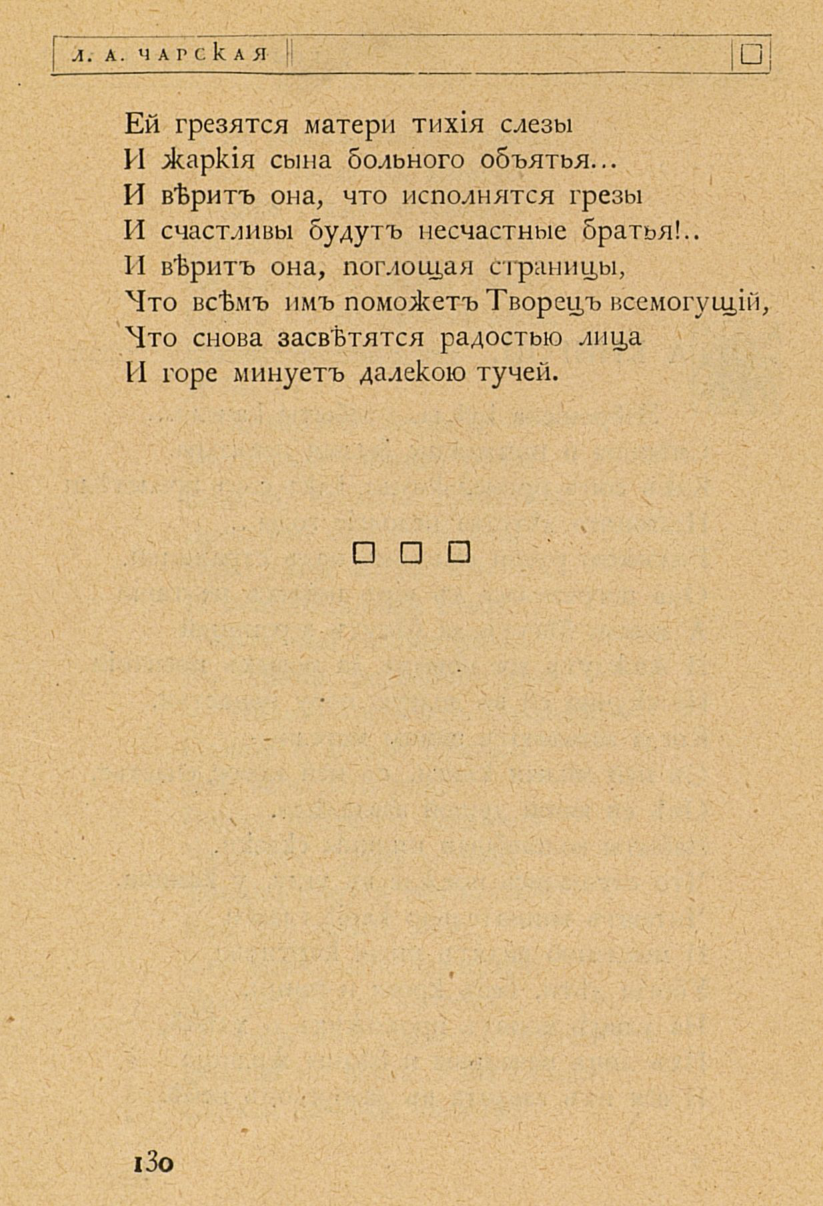 Л. А. ЧАРСКАЯ
Ей грезятся матери тихія слезы
И жаркія сына больного объятья...
И вѣритъ она, что исполнятся грезы
И счастливы будутъ несчастные братья!..
И вѣритъ она, поглощая страницы,
Что всѣмъ имъ поможетъ Творецъ всемогущій,
Что снова засвѣтятся радостью лица
И горе минуетъ далекою тучей.
130